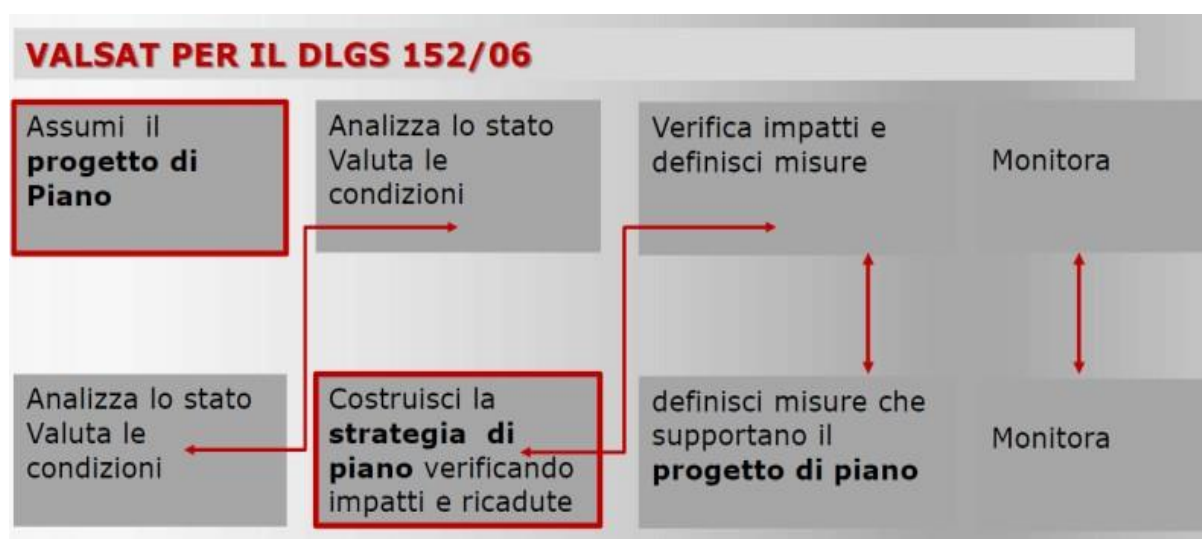 VALSAT PER IL DLGS 152/06
Assumi il
progetto di
Piano
Analizza lo stato
Valuta le
condizioni
Verifica impatti e
definisci misure
Monitora
Analizza lo stato
Valuta le
condizioni
Costruisci la
strategia di
piano verificando
impatti e ricadute
definisci misure che
supportano il
progetto di piano
Monitora